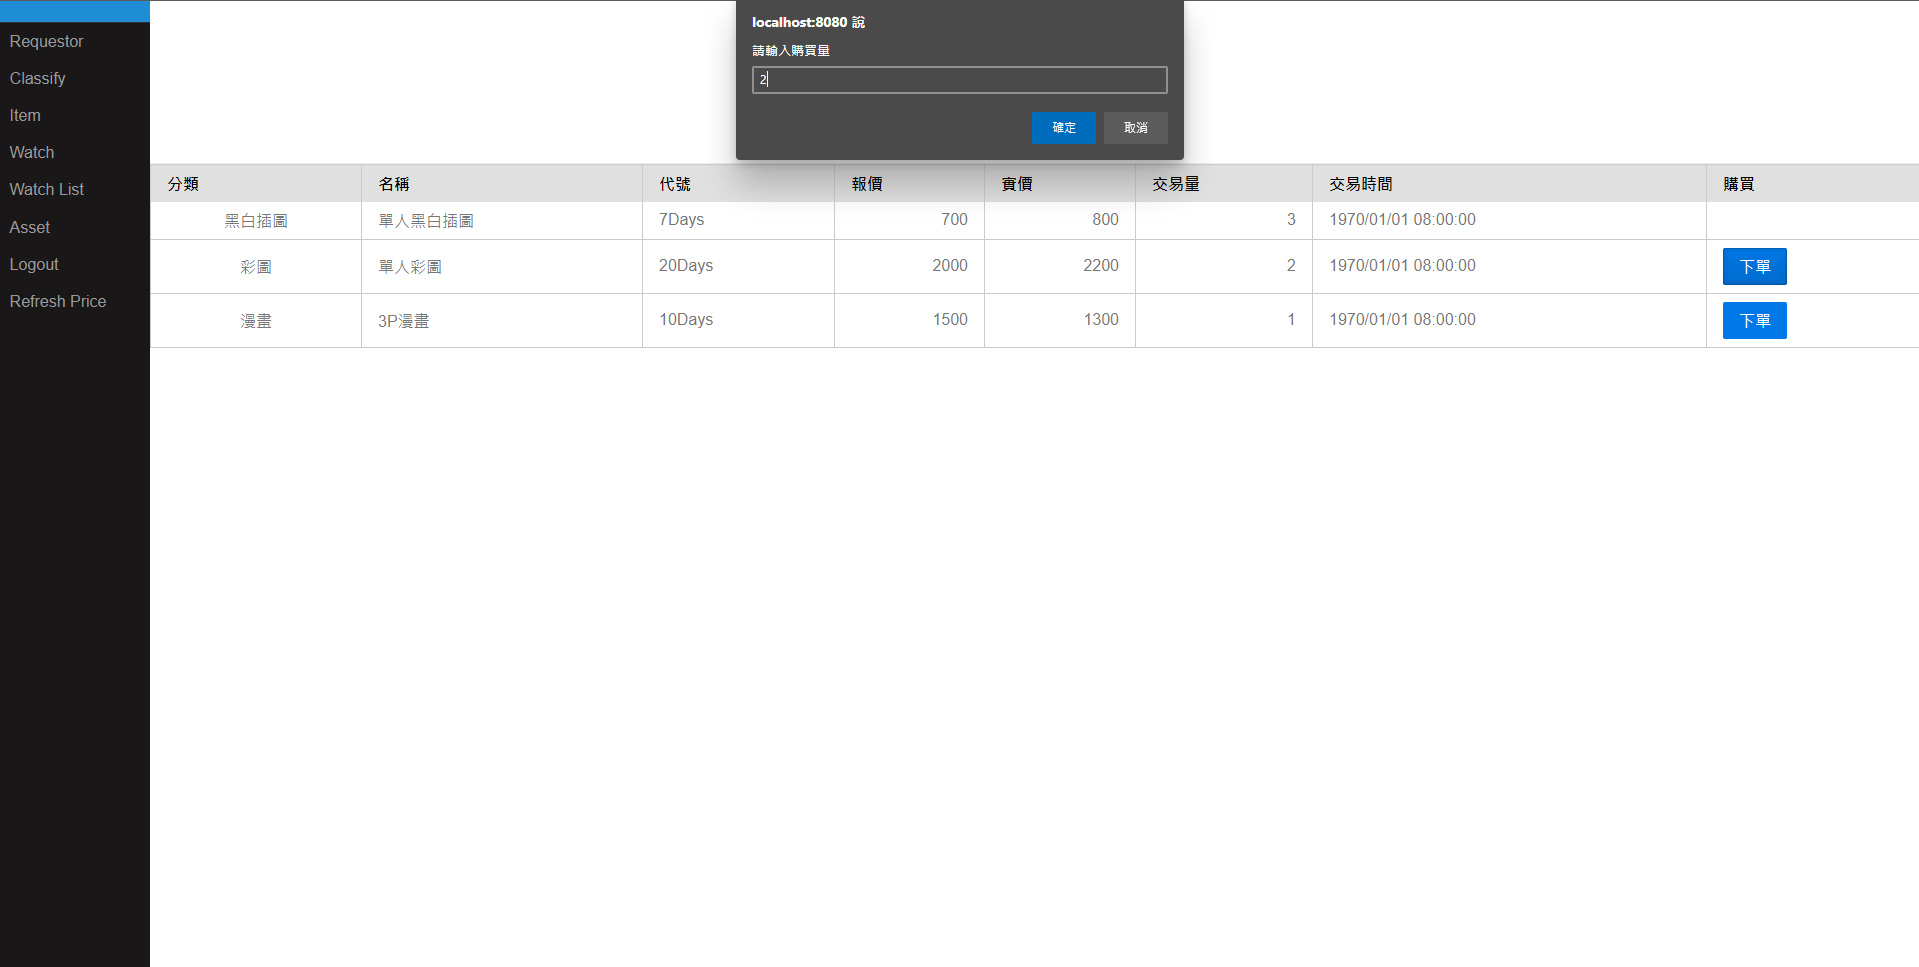 localhost:8080 說
請輸入購買量
2
確定 取消
Requestor
Classify
Item
Watch
Watch List
Asset
Logout
Refresh Price
分類 名稱 代號 報價 實價 交易量 交易時間 購買
黑白插圖 單人黑白插圖 7Days 700 800 3 1970/01/01 08:00:00
彩圖 單人彩圖 20Days 2000 2200 2 1970/01/01 08:00:00 下單
漫畫 3P漫畫 10Days 1500 1300 1 1970/01/01 08:00:00 下單